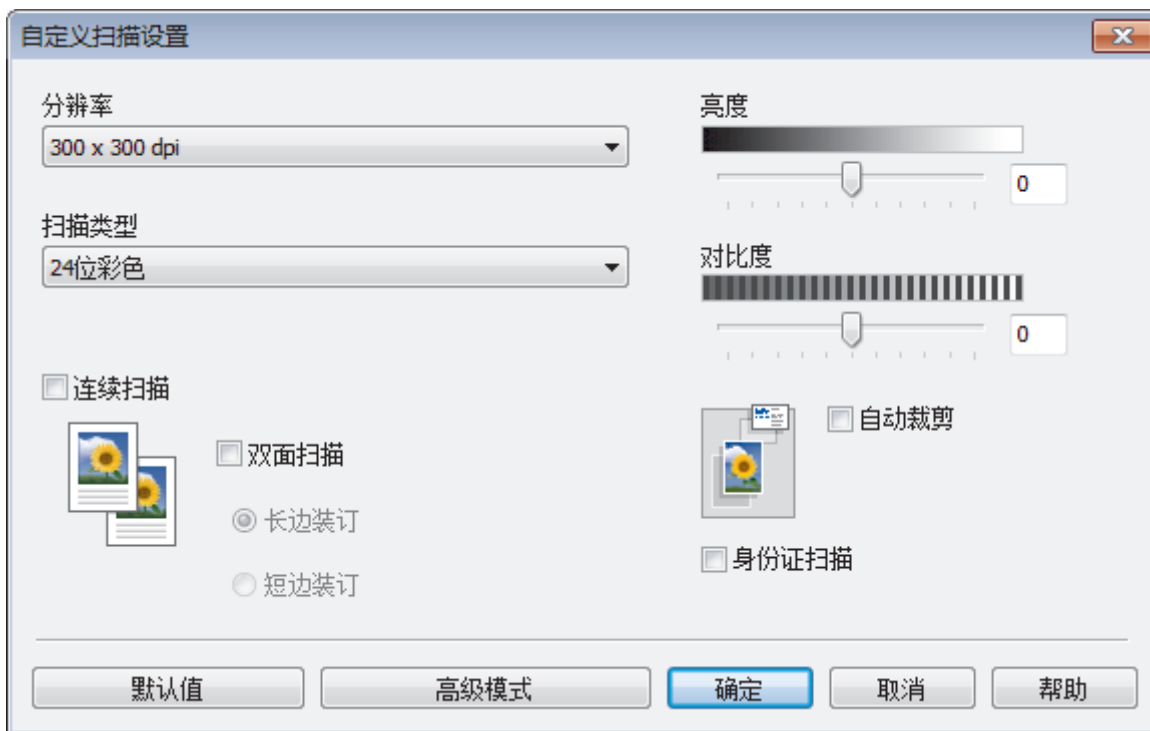 自定义扫描设置
分辨率
300 x 300 dpi
扫描类型
24位彩色
连续扫描
双面扫描
长边装订
短边装订
亮度
0
对比度
0
自动裁剪
身份证扫描
默认值
高级模式
确定
取消
帮助